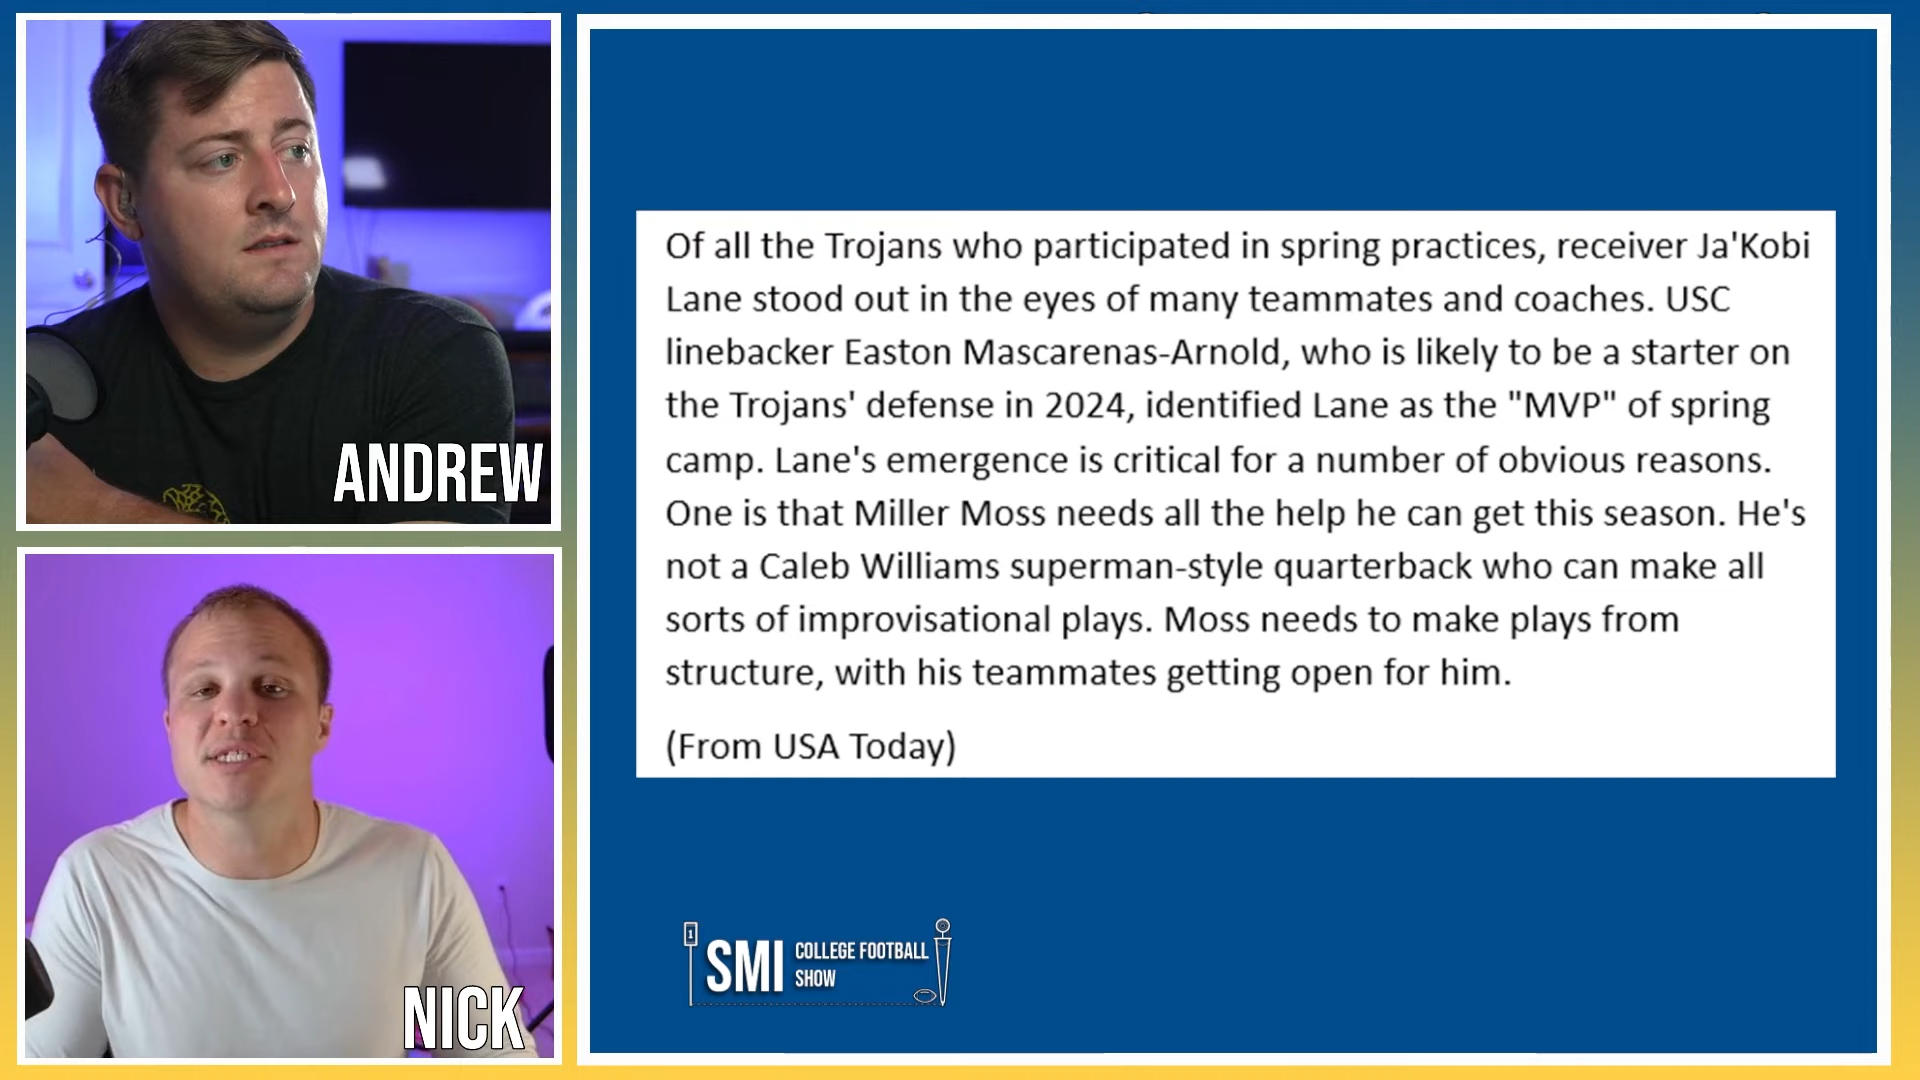 ANDREW
NICK
Of all the Trojans who participated in spring practices, receiver Ja'Kobi
Lane stood out in the eyes of many teammates and coaches. USC
linebacker Easton Mascarenas-Arnold, who is likely to be a starter on
the Trojans' defense in 2024, identified Lane as the "MVP" of spring
camp. Lane's emergence is critical for a number of obvious reasons.
One is that Miller Moss needs all the help he can get this season. He's
not a Caleb Williams superman-style quarterback who can make all
sorts of improvisational plays. Moss needs to make plays from
structure, with his teammates getting open for him.
(From USA Today)
1
SMI
COLLEGE FOOTBALL
SHOW